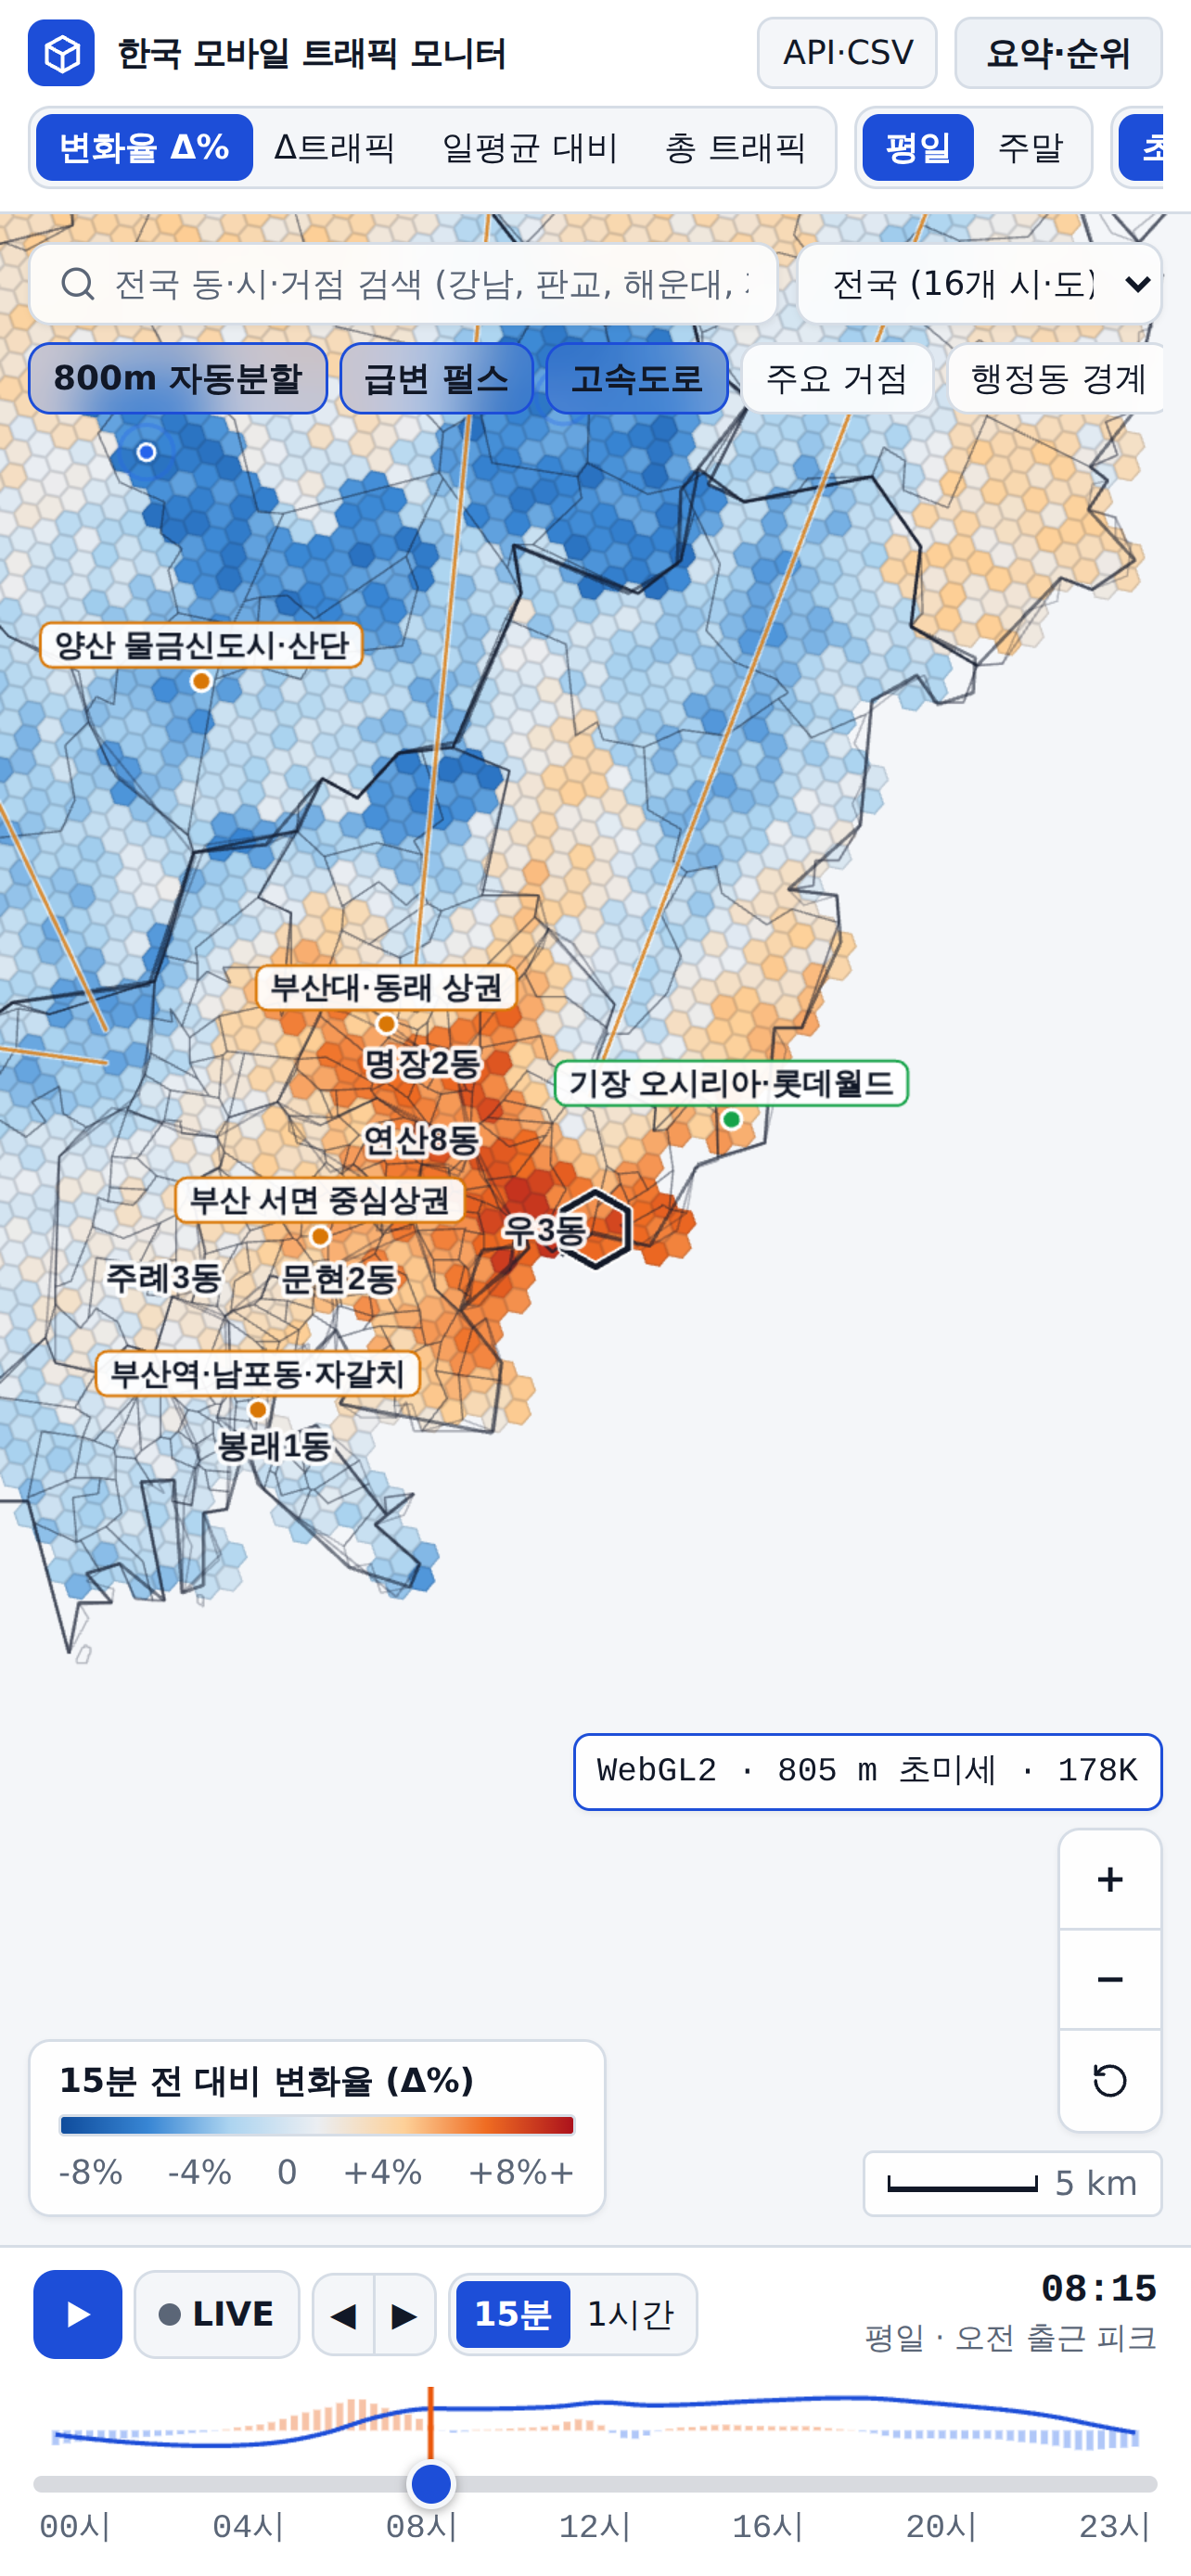 한국 모바일 트래픽 모니터
API·CSV
요약·순위
변화율 Δ%
Δ트래픽
일평균 대비
총 트래픽
평일
주말
전국 동·시·거점 검색 (강남, 판교, 해운대,
전국 (16개 시·도)
800m 자동분할
급변 펄스
고속도로
주요 거점
행정동 경계
양산 물금신도시·산단
부산대·동래 상권
명장2동
기장 오시리아·롯데월드
연산8동
부산 서면 중심상권
우3동
주례3동
문현2동
부산역·남포동·자갈치
봉래1동
WebGL2 · 805 m 초미세 · 178K
+
−
15분 전 대비 변화율 (Δ%)
-8% -4% 0 +4% +8%+
5 km
LIVE
15분
1시간
08:15
평일 · 오전 출근 피크
00시 04시 08시 12시 16시 20시 23시